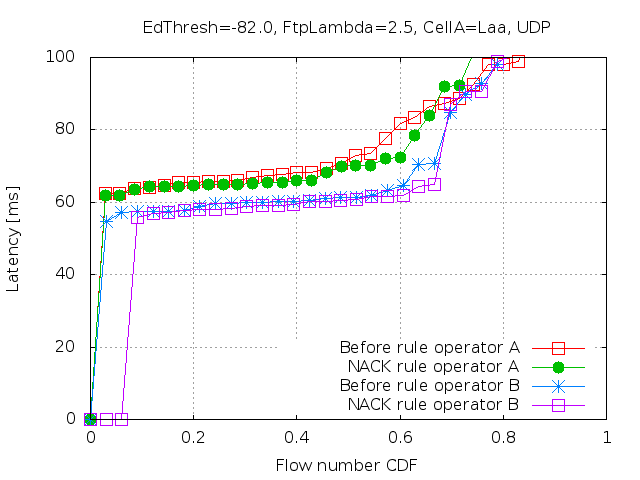 EdThresh=-82.0, FtpLambda=2.5, CellA=Laa, UDP
100
80
60
40
20
0
Latency [ms]
Before rule operator A
NACK rule operator A
Before rule operator B
NACK rule operator B
0 0.2 0.4 0.6 0.8 1
Flow number CDF